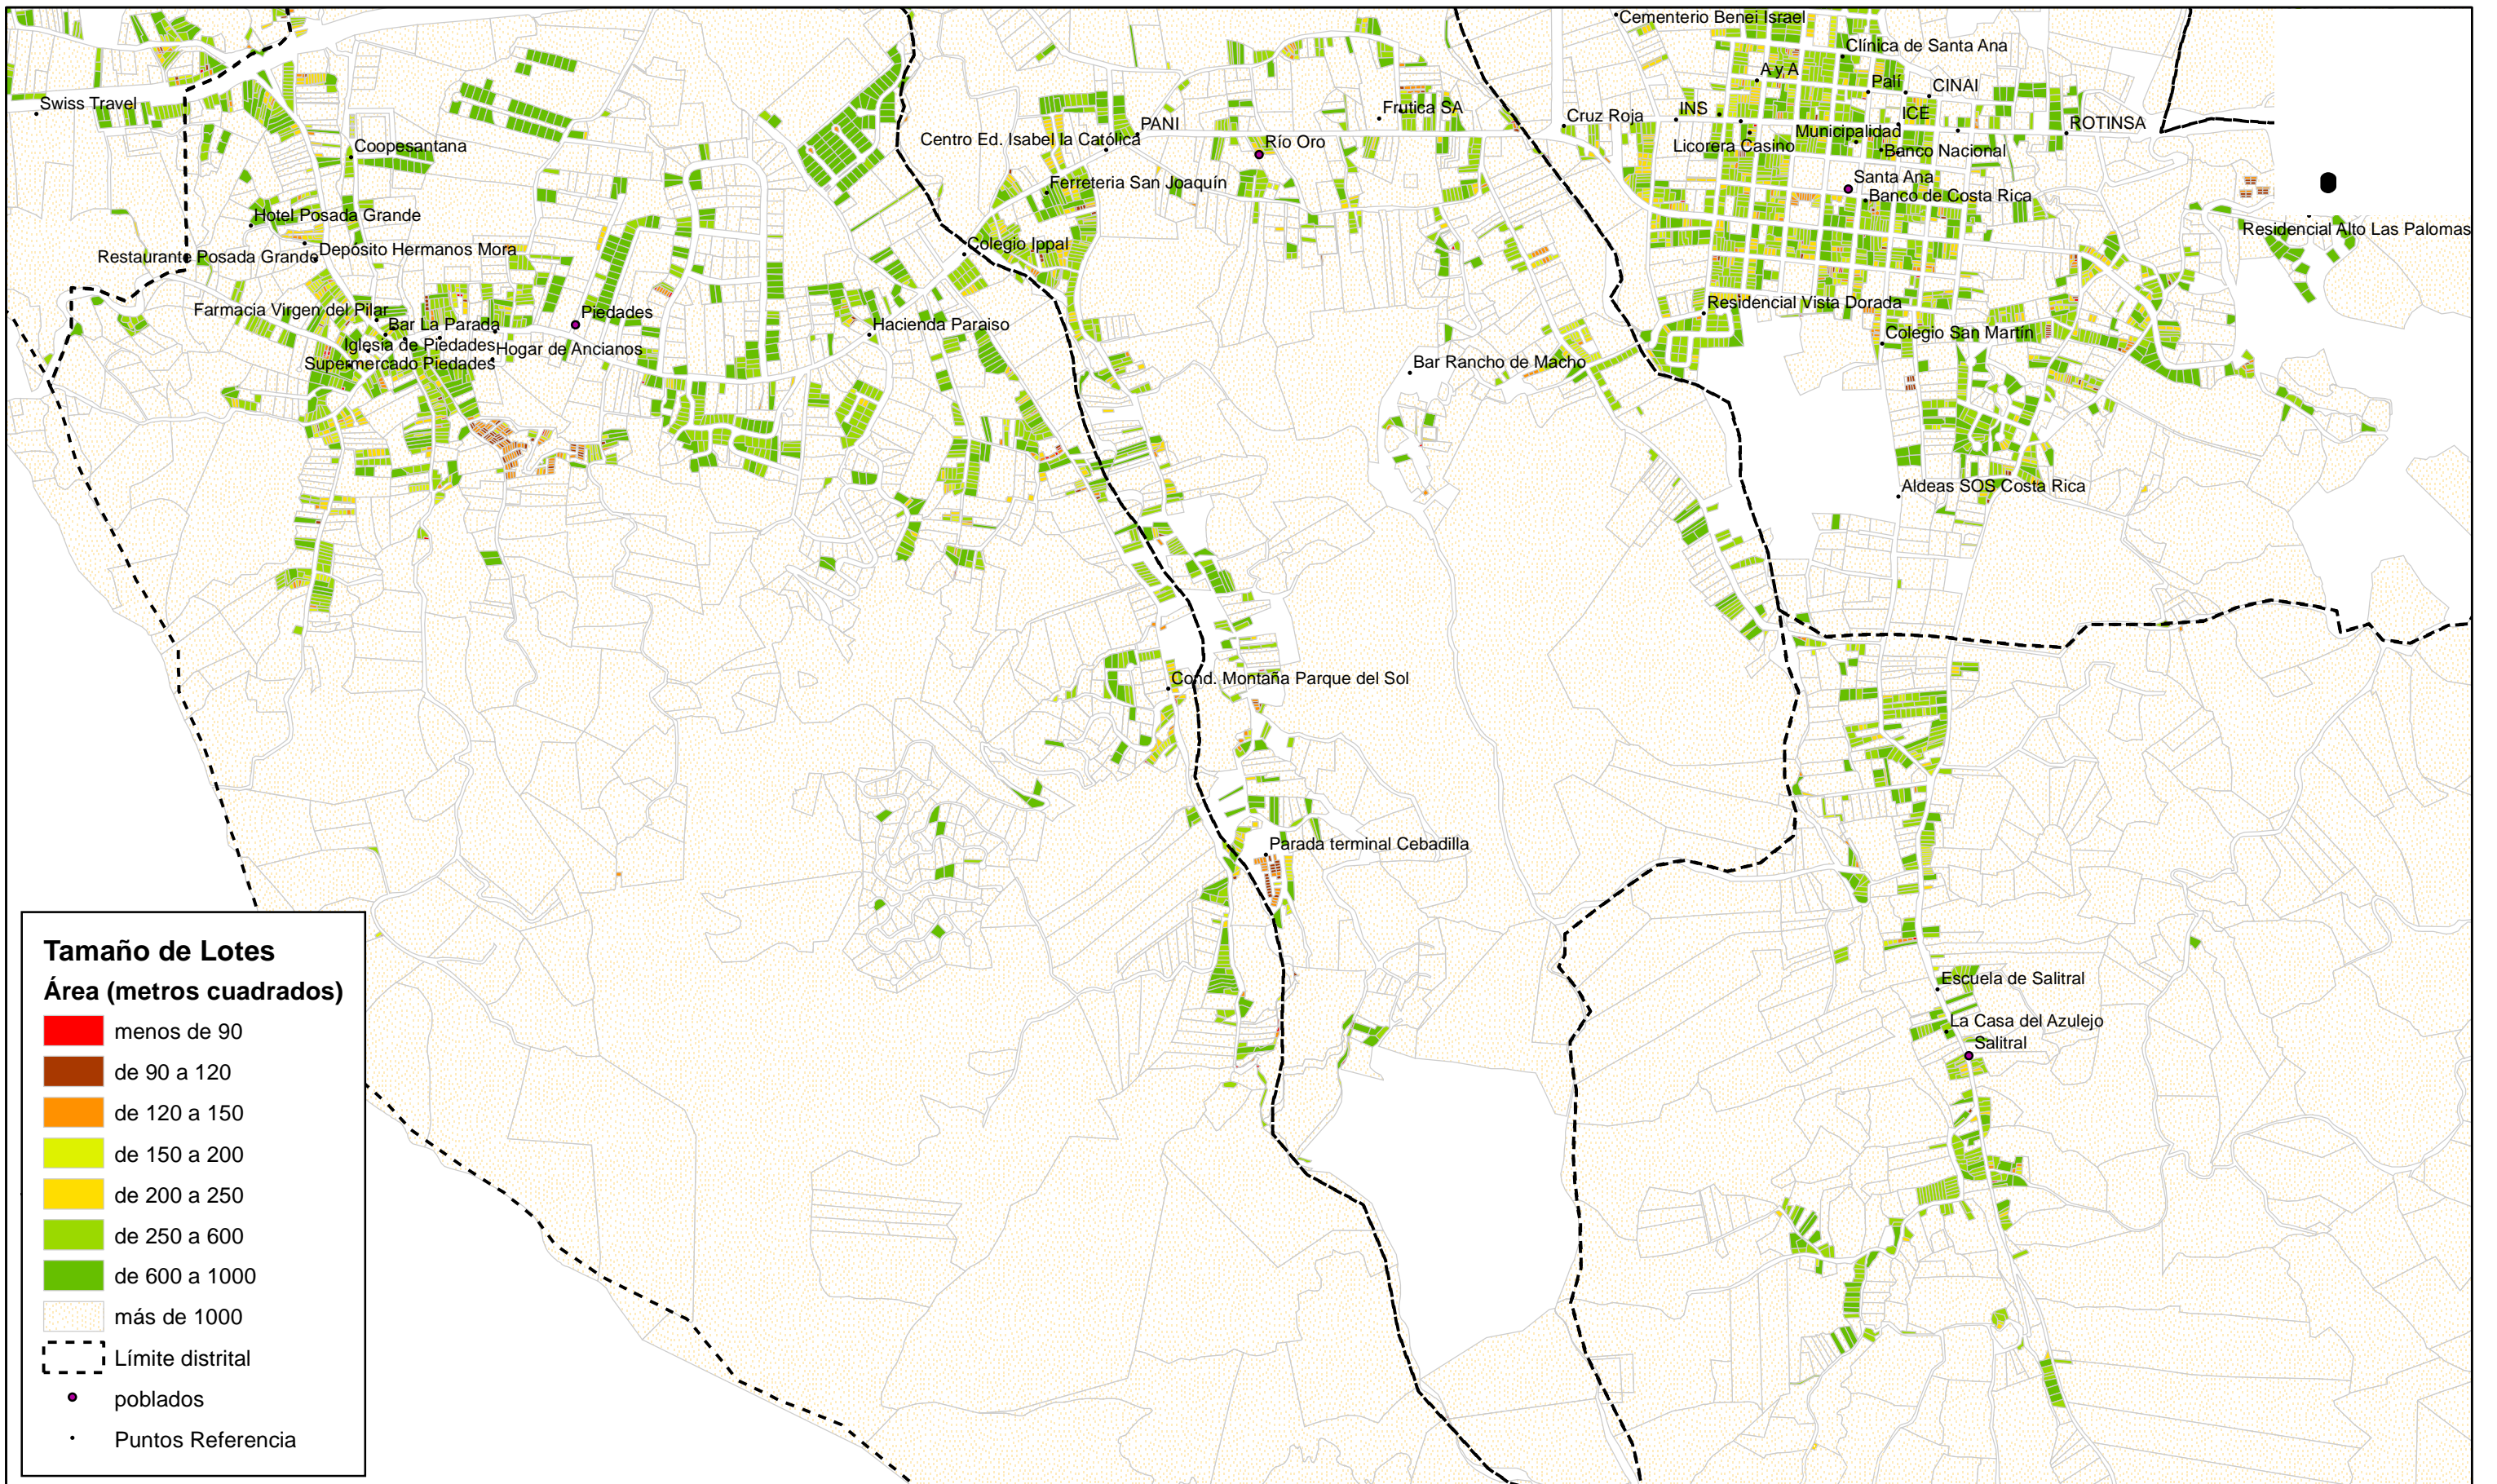 Cementerio Benei Israel
Clínica de Santa Ana
A y A
Palí
CINAI
Swiss Travel
Frutica SA
INS
ICE
Cruz Roja
PANI
ROTINSA
Municipalidad
Centro Ed. Isabel la Católica
Río Oro
Licorera Casino
Banco Nacional
Coopesantana
Santa Ana
Ferreteria San Joaquín
Banco de Costa Rica
Hotel Posada Grande
Residencial Alto Las Palomas
Colegio Ippal
Depósito Hermanos Mora
Restaurante Posada Grande
Residencial Vista Dorada
Farmacia Virgen del Pilar
Piedades
Bar La Parada
Hacienda Paraiso
Colegio San Martín
Iglesia de Piedades
Hogar de Ancianos
Supermercado Piedades
Bar Rancho de Macho
Aldeas SOS Costa Rica
Cond. Montaña Parque del Sol
Parada terminal Cebadilla
Escuela de Salitral
La Casa del Azulejo
Salitral
Tamaño de Lotes
Área (metros cuadrados)
menos de 90
de 90 a 120
de 120 a 150
de 150 a 200
de 200 a 250
de 250 a 600
de 600 a 1000
más de 1000
Límite distrital
poblados
Puntos Referencia